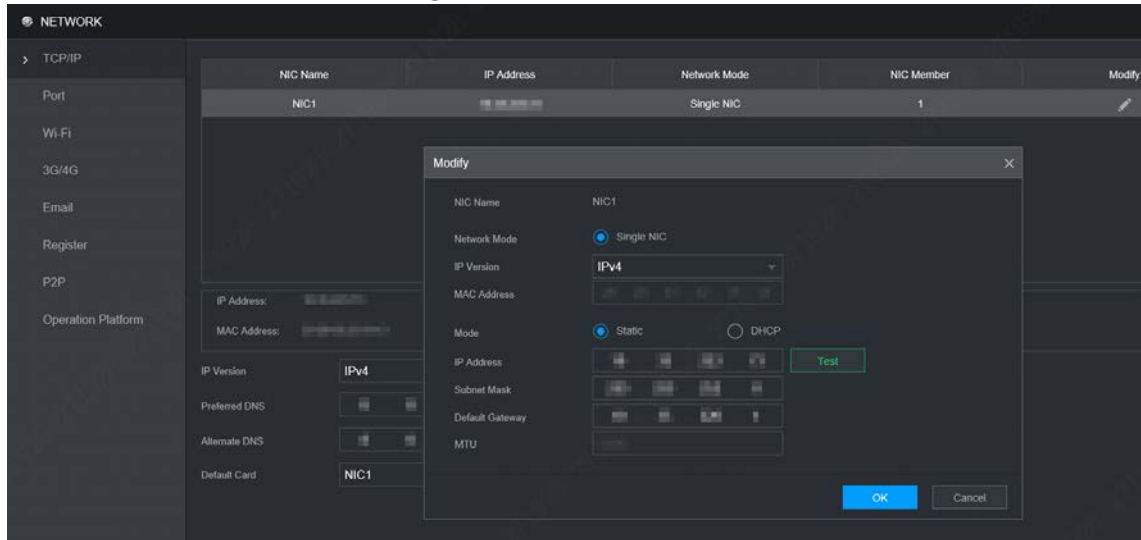 NETWORK
TCP/IP
Port
Wi-Fi
3G/4G
Email
Register
P2P
Operation Platform
NIC Name IP Address Network Mode NIC Member Modify
NIC1 Single NIC 1
IP Address:
MAC Address:
IP Version IPv4
Preferred DNS
Alternate DNS
Default Card NIC1
Modify
NIC Name NIC1
Network Mode Single NIC
IP Version IPv4
MAC Address
Mode Static DHCP
IP Address Test
Subnet Mask
Default Gateway
MTU
OK Cancel